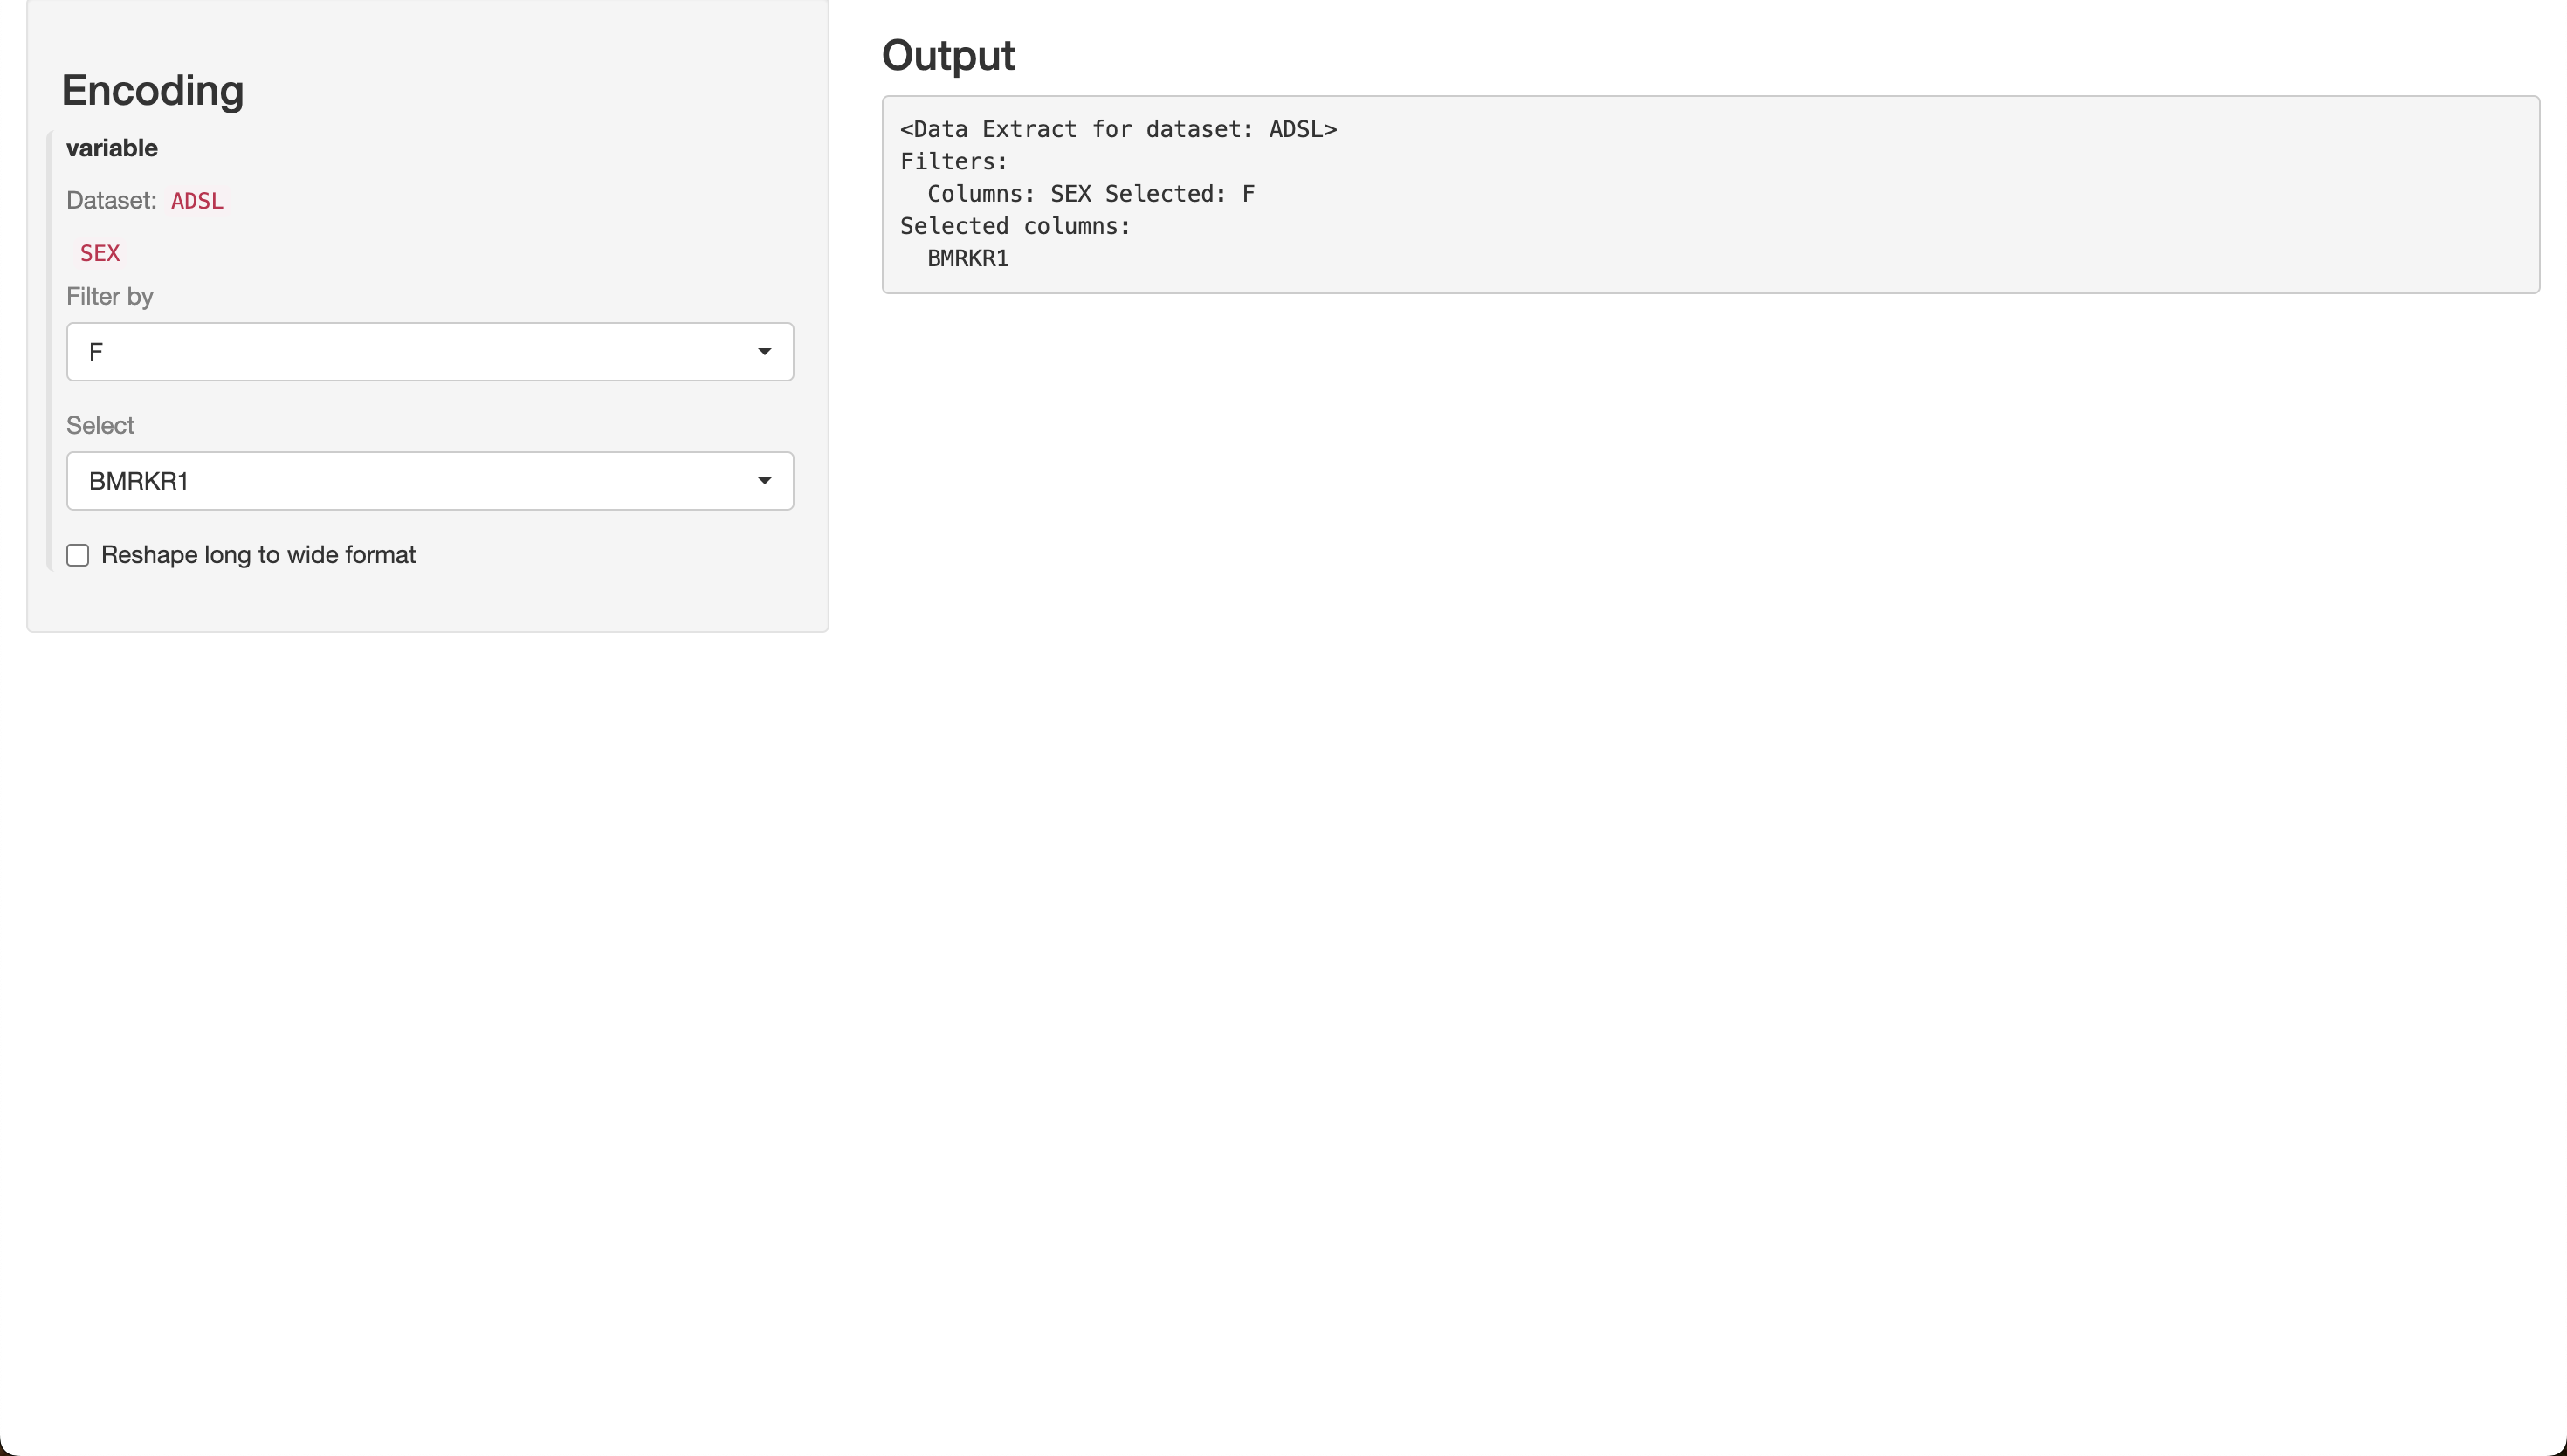 Encoding
variable
Dataset: ADSL
SEX
Filter by
F
Select
BMRKR1
Reshape long to wide format
Output
<Data Extract for dataset: ADSL>
Filters:
  Columns: SEX Selected: F
Selected columns:
  BMRKR1